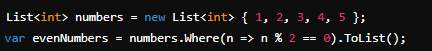 List<int> numbers = new List<int> { 1, 2, 3, 4, 5 };
var evenNumbers = numbers.Where(n => n % 2 == 0).ToList();